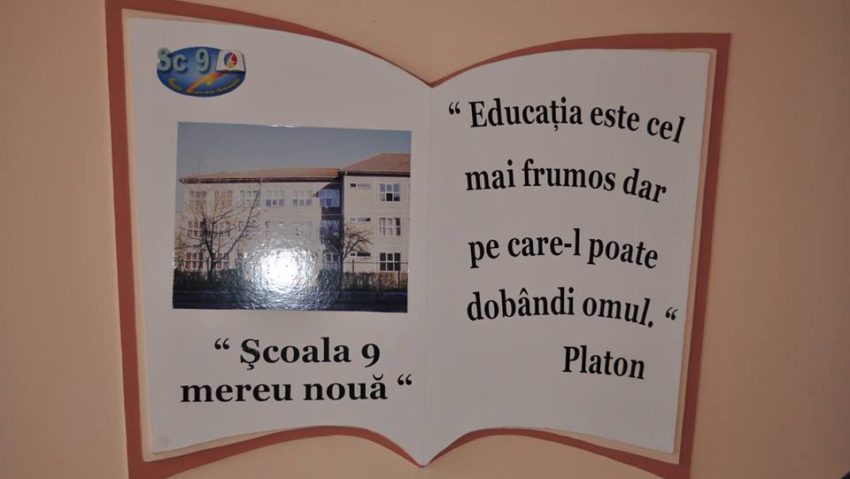 Sc 9
“ Şcoala 9
mereu nouă “
“ Educația este cel
mai frumos dar
pe care-l poate
dobândi omul. “
Platon